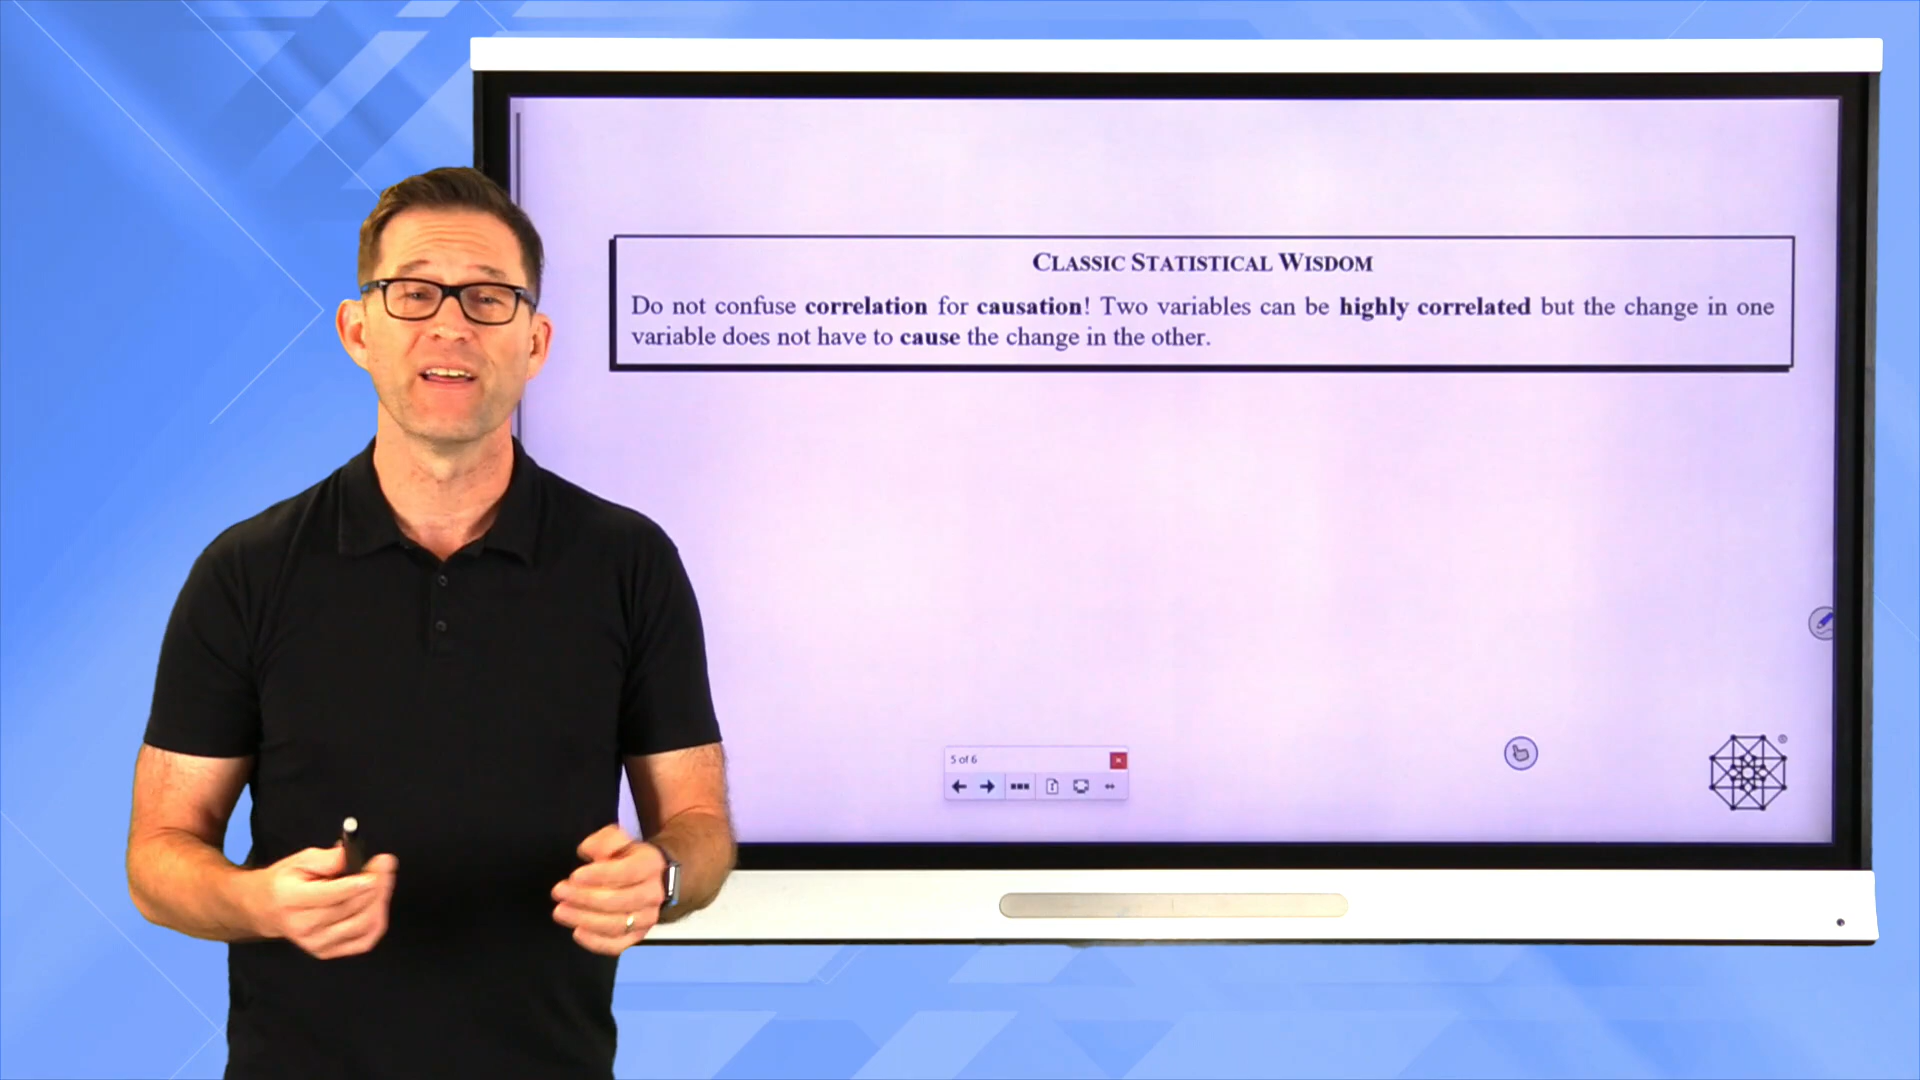 CLASSIC STATISTICAL WISDOM
Do not confuse correlation for causation! Two variables can be highly correlated but the change in one
variable does not have to cause the change in the other.
5 of 6
®